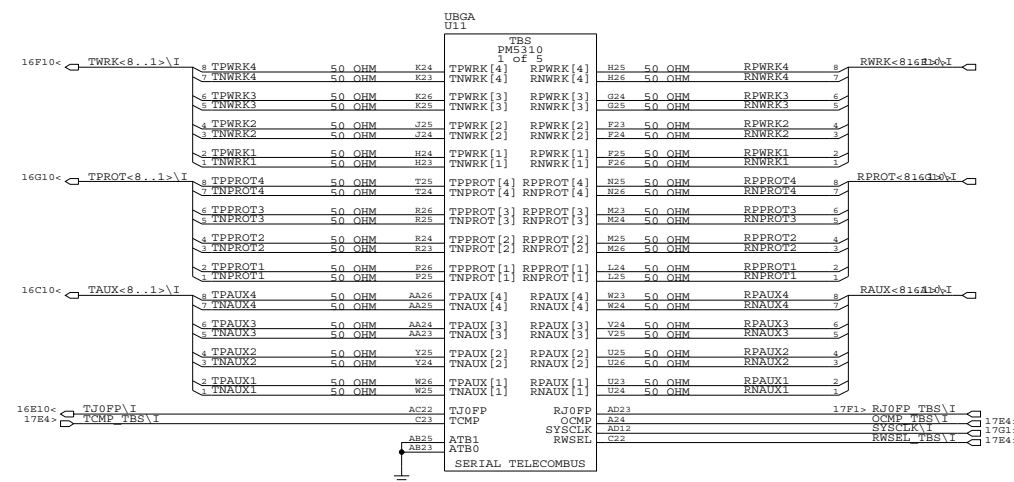 UBGA
U11
TBS
PM5310
1 of 5
16F10< TWRK<8..1>\I
8 TPWRK4 50 OHM K24 TPWRK[4] RPWRK[4] H25 50 OHM RPWRK4 8
7 TNWRK4 50 OHM K23 TNWRK[4] RNWRK[4] H26 50 OHM RNWRK4 7
6 TPWRK3 50 OHM K26 TPWRK[3] RPWRK[3] G24 50 OHM RPWRK3 6
5 TNWRK3 50 OHM K25 TNWRK[3] RNWRK[3] G25 50 OHM RNWRK3 5
4 TPWRK2 50 OHM J25 TPWRK[2] RPWRK[2] F23 50 OHM RPWRK2 4
3 TNWRK2 50 OHM J24 TNWRK[2] RNWRK[2] F24 50 OHM RNWRK2 3
2 TPWRK1 50 OHM H24 TPWRK[1] RPWRK[1] F25 50 OHM RPWRK1 2
1 TNWRK1 50 OHM H23 TNWRK[1] RNWRK[1] F26 50 OHM RNWRK1 1
16G10< TPROT<8..1>\I
8 TPPROT4 50 OHM T25 TPPROT[4] RPPROT[4] N25 50 OHM RPPROT4 8
7 TNPROT4 50 OHM T24 TNPROT[4] RNPROT[4] N26 50 OHM RNPROT4 7
6 TPPROT3 50 OHM R26 TPPROT[3] RPPROT[3] M23 50 OHM RPPROT3 6
5 TNPROT3 50 OHM R25 TNPROT[3] RNPROT[3] M24 50 OHM RNPROT3 5
4 TPPROT2 50 OHM R24 TPPROT[2] RPPROT[2] M25 50 OHM RPPROT2 4
3 TNPROT2 50 OHM R23 TNPROT[2] RNPROT[2] M26 50 OHM RNPROT2 3
2 TPPROT1 50 OHM P26 TPPROT[1] RPPROT[1] L24 50 OHM RPPROT1 2
1 TNPROT1 50 OHM P25 TNPROT[1] RNPROT[1] L25 50 OHM RNPROT1 1
16C10< TAUX<8..1>\I
8 TPAUX4 50 OHM AA26 TPAUX[4] RPAUX[4] W23 50 OHM RPAUX4 8
7 TNAUX4 50 OHM AA25 TNAUX[4] RNAUX[4] W24 50 OHM RNAUX4 7
6 TPAUX3 50 OHM AA24 TPAUX[3] RPAUX[3] V24 50 OHM RPAUX3 6
5 TNAUX3 50 OHM AA23 TNAUX[3] RNAUX[3] V25 50 OHM RNAUX3 5
4 TPAUX2 50 OHM Y25 TPAUX[2] RPAUX[2] U25 50 OHM RPAUX2 4
3 TNAUX2 50 OHM Y24 TNAUX[2] RNAUX[2] U26 50 OHM RNAUX2 3
2 TPAUX1 50 OHM W26 TPAUX[1] RPAUX[1] U23 50 OHM RPAUX1 2
1 TNAUX1 50 OHM W25 TNAUX[1] RNAUX[1] U24 50 OHM RNAUX1 1
16E10< TJ0FP\I AC22 TJ0FP RJ0FP AD23 17F1> RJ0FP_TBS\I
17E4> TCMP_TBS\I C23 TCMP OCMP A24 OCMP_TBS\I 17E4>
SYSCLK AD12 SYSCLK\I 17G1>
RWSEL C22 RWSEL_TBS\I 17E4>
AB25 ATB1
AB23 ATB0
SERIAL TELECOMBUS